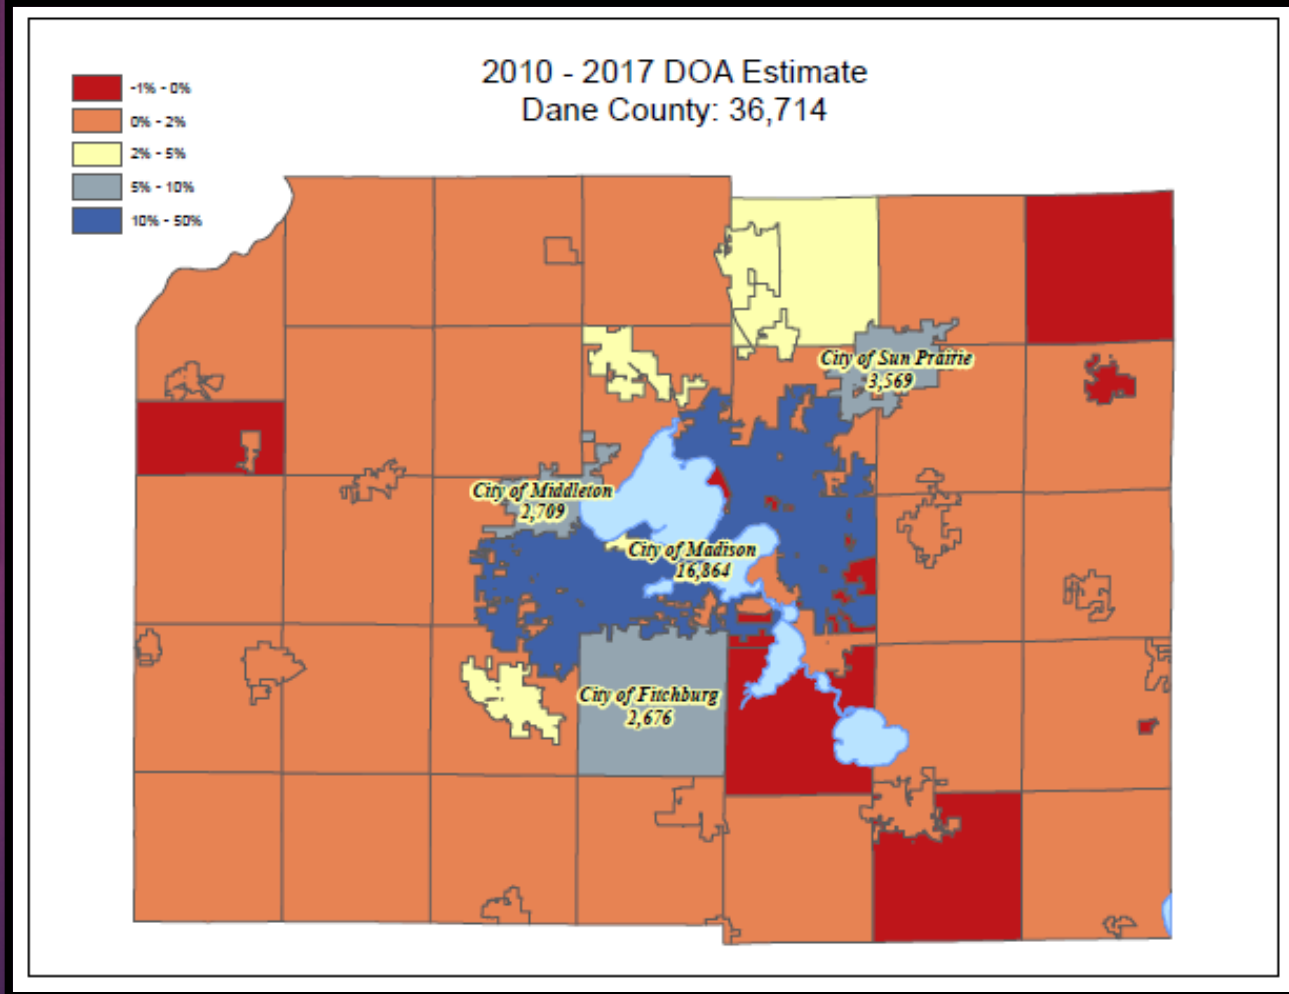 2010 - 2017 DOA Estimate
Dane County: 36,714
-1% - 0%
0% - 2%
2% - 5%
5% - 10%
10% - 50%
City of Sun Prairie
3,569
City of Middleton
2,709
City of Madison
16,864
City of Fitchburg
2,676